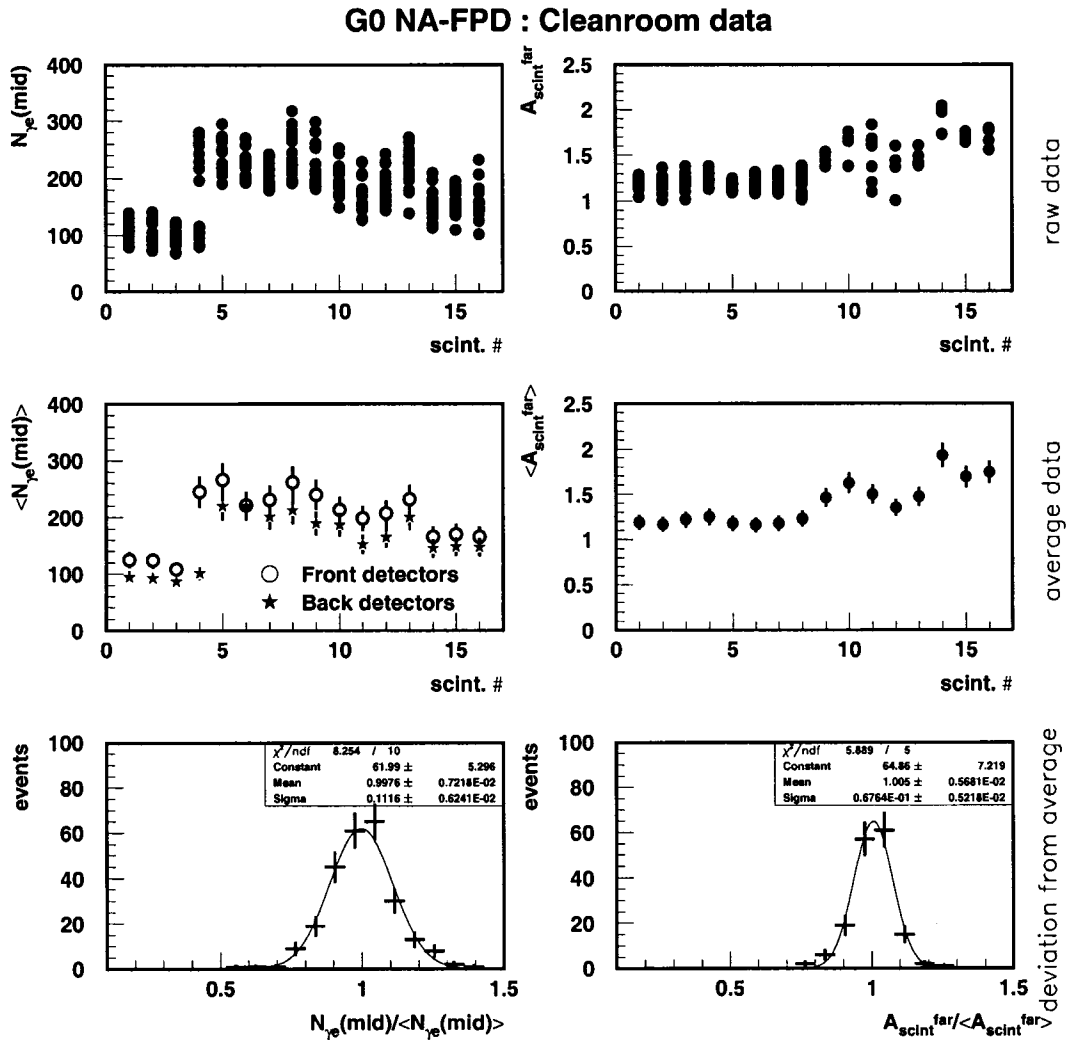 G0 NA-FPD : Cleanroom data
N_γe(mid)
400
300
200
100
0
0 5 10 15
scint. #
A_scint^far
2.5
2
1.5
1
0.5
0
0 5 10 15
scint. #
raw data
<N_γe(mid)>
400
300
200
100
0
Front detectors
Back detectors
0 5 10 15
scint. #
<A_scint^far>
2.5
2
1.5
1
0.5
0
0 5 10 15
scint. #
average data
events
100
80
60
40
20
0
χ²/ndf 8.254 / 10
Constant 61.99 ± 5.296
Mean 0.9976 ± 0.7218E-02
Sigma 0.1116 ± 0.6241E-02
0.5 1 1.5
N_γe(mid)/<N_γe(mid)>
events
100
80
60
40
20
0
χ²/ndf 5.889 / 5
Constant 64.86 ± 7.219
Mean 1.005 ± 0.5681E-02
Sigma 0.6764E-01 ± 0.5218E-02
0.5 1 1.5
A_scint^far/<A_scint^far>
deviation from average